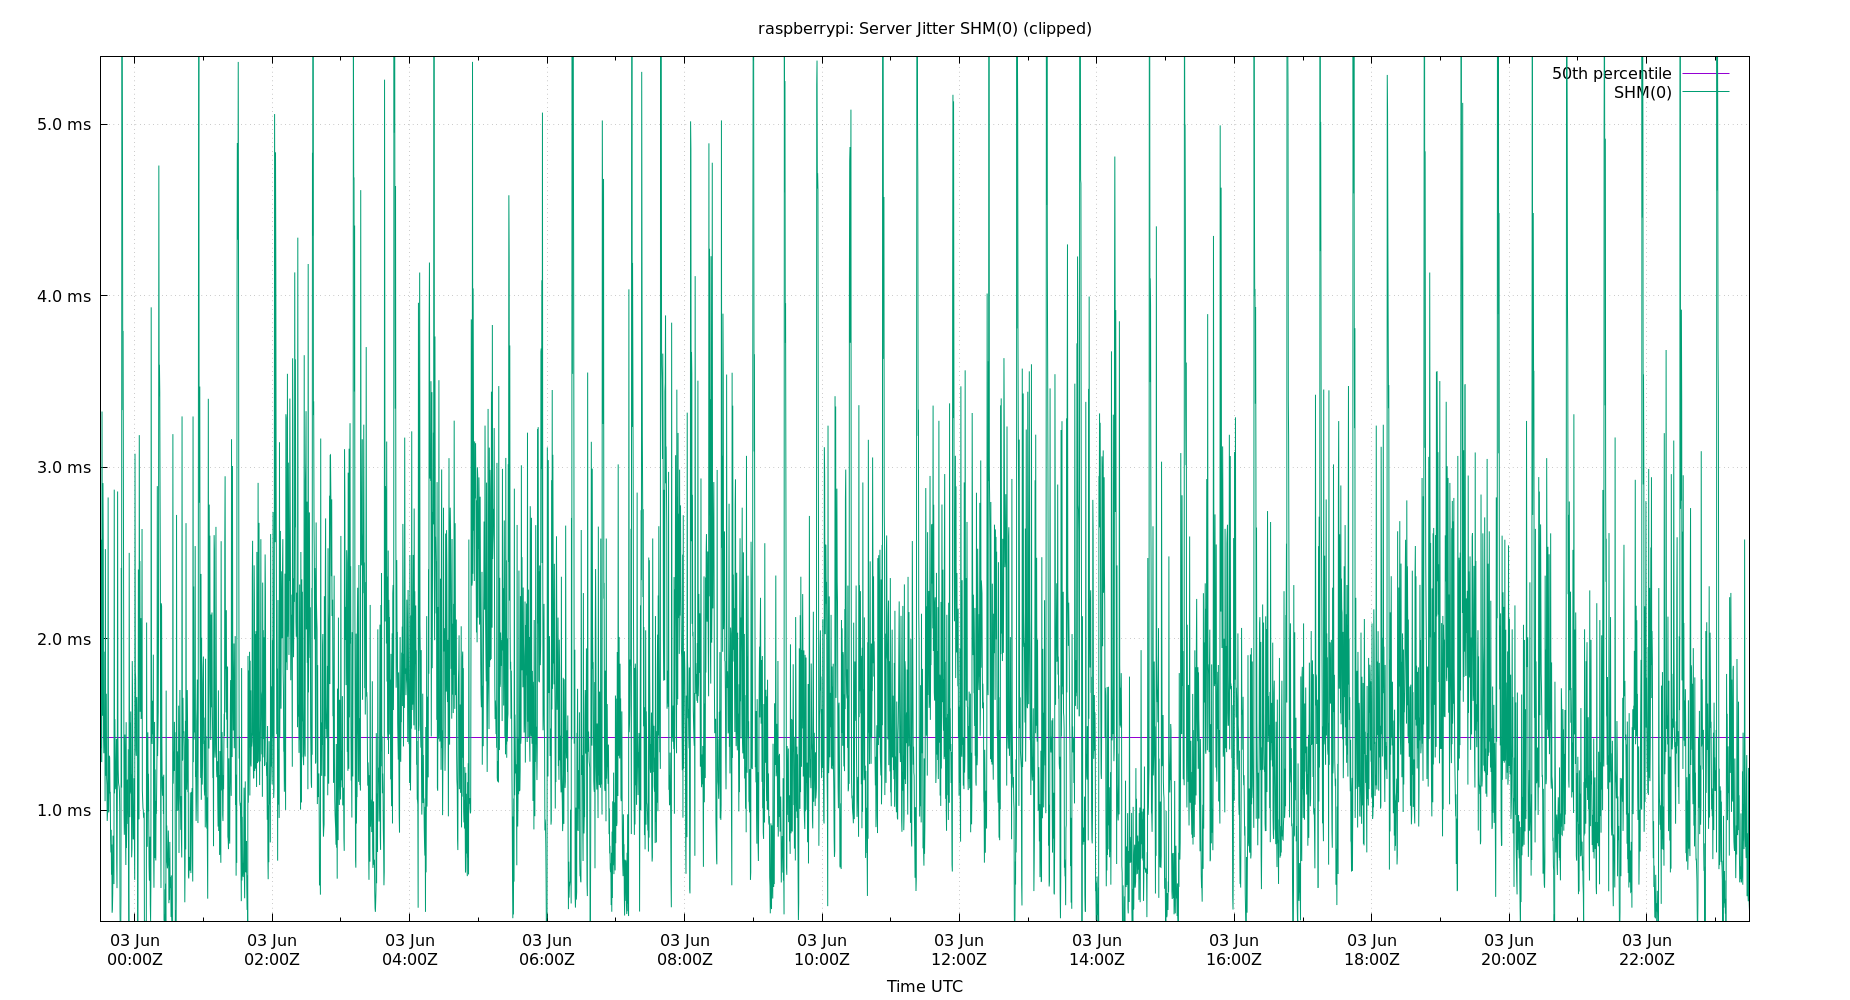 raspberrypi: Server Jitter SHM(0) (clipped)
50th percentile
SHM(0)
5.0 ms
4.0 ms
3.0 ms
2.0 ms
1.0 ms
03 Jun 03 Jun 03 Jun 03 Jun 03 Jun 03 Jun 03 Jun 03 Jun 03 Jun 03 Jun 03 Jun 03 Jun
00:00Z 02:00Z 04:00Z 06:00Z 08:00Z 10:00Z 12:00Z 14:00Z 16:00Z 18:00Z 20:00Z 22:00Z
Time UTC